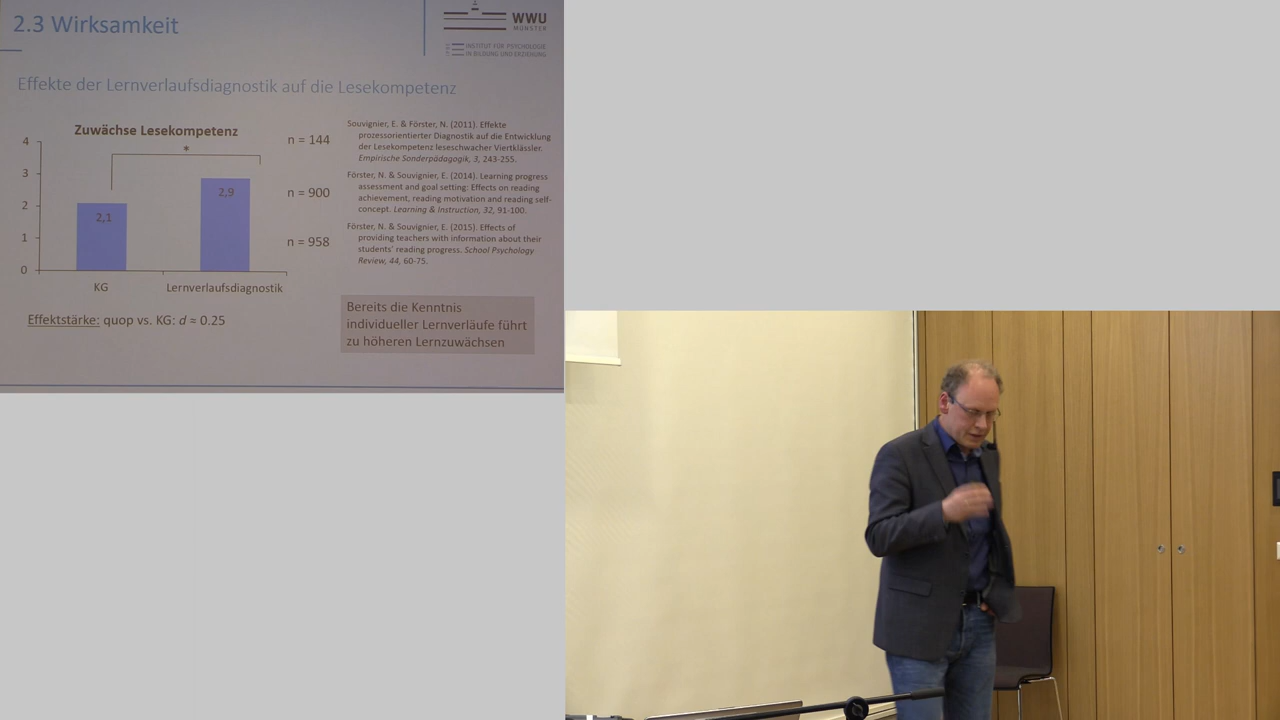 2.3 Wirksamkeit
WWU
MÜNSTER
INSTITUT FÜR PSYCHOLOGIE
IN BILDUNG UND ERZIEHUNG
Effekte der Lernverlaufsdiagnostik auf die Lesekompetenz
Zuwächse Lesekompetenz
4
3
2
1
0
*
2,1
2,9
KG
Lernverlaufsdiagnostik
n = 144
n = 900
n = 958
Souvignier, E. & Förster, N. (2011). Effekte
prozessorientierter Diagnostik auf die Entwicklung
der Lesekompetenz leseschwacher Viertklässler.
Empirische Sonderpädagogik, 3, 243-255.
Förster, N. & Souvignier, E. (2014). Learning progress
assessment and goal setting: Effects on reading
achievement, reading motivation and reading self-
concept. Learning & Instruction, 32, 91-100.
Förster, N. & Souvignier, E. (2015). Effects of
providing teachers with information about their
students' reading progress. School Psychology
Review, 44, 60-75.
Effektstärke: quop vs. KG: d = 0.25
Bereits die Kenntnis
individueller Lernverläufe führt
zu höheren Lernzuwächsen